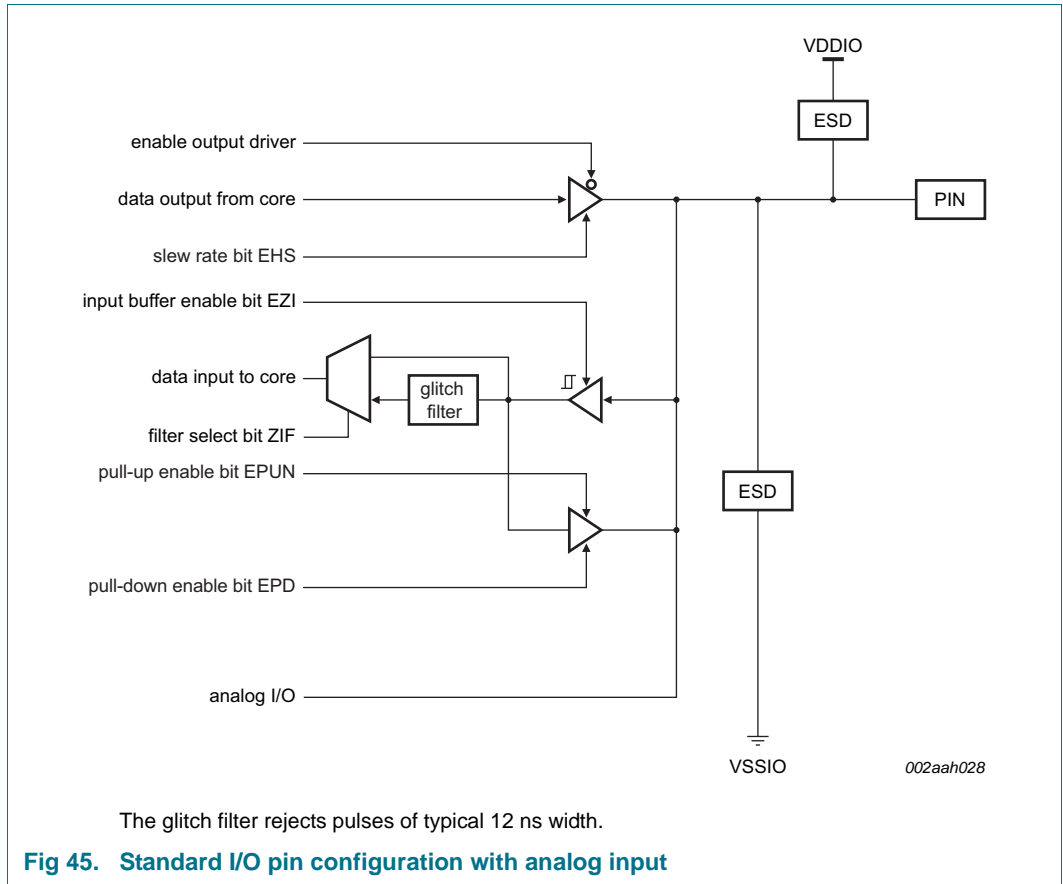 VDDIO
ESD
enable output driver
data output from core
PIN
slew rate bit EHS
input buffer enable bit EZI
data input to core
glitch
filter
filter select bit ZIF
pull-up enable bit EPUN
ESD
pull-down enable bit EPD
analog I/O
VSSIO
002aah028
The glitch filter rejects pulses of typical 12 ns width.
Fig 45. Standard I/O pin configuration with analog input